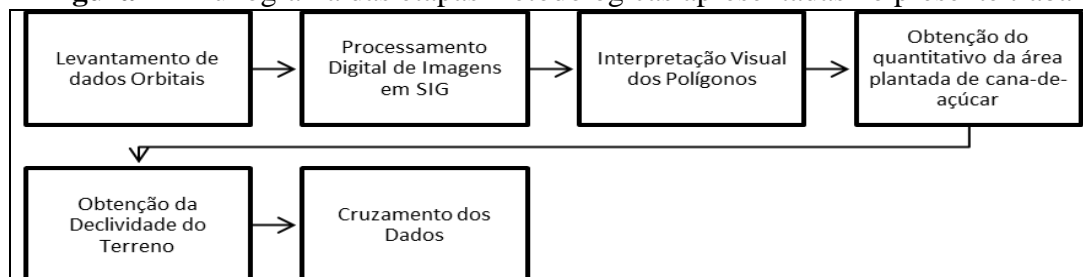 Levantamento de
dados Orbitais
Processamento
Digital de Imagens
em SIG
Interpretação Visual
dos Polígonos
Obtenção do
quantitativo da área
plantada de cana-de-
açúcar
Obtenção da
Declividade do
Terreno
Cruzamento dos
Dados